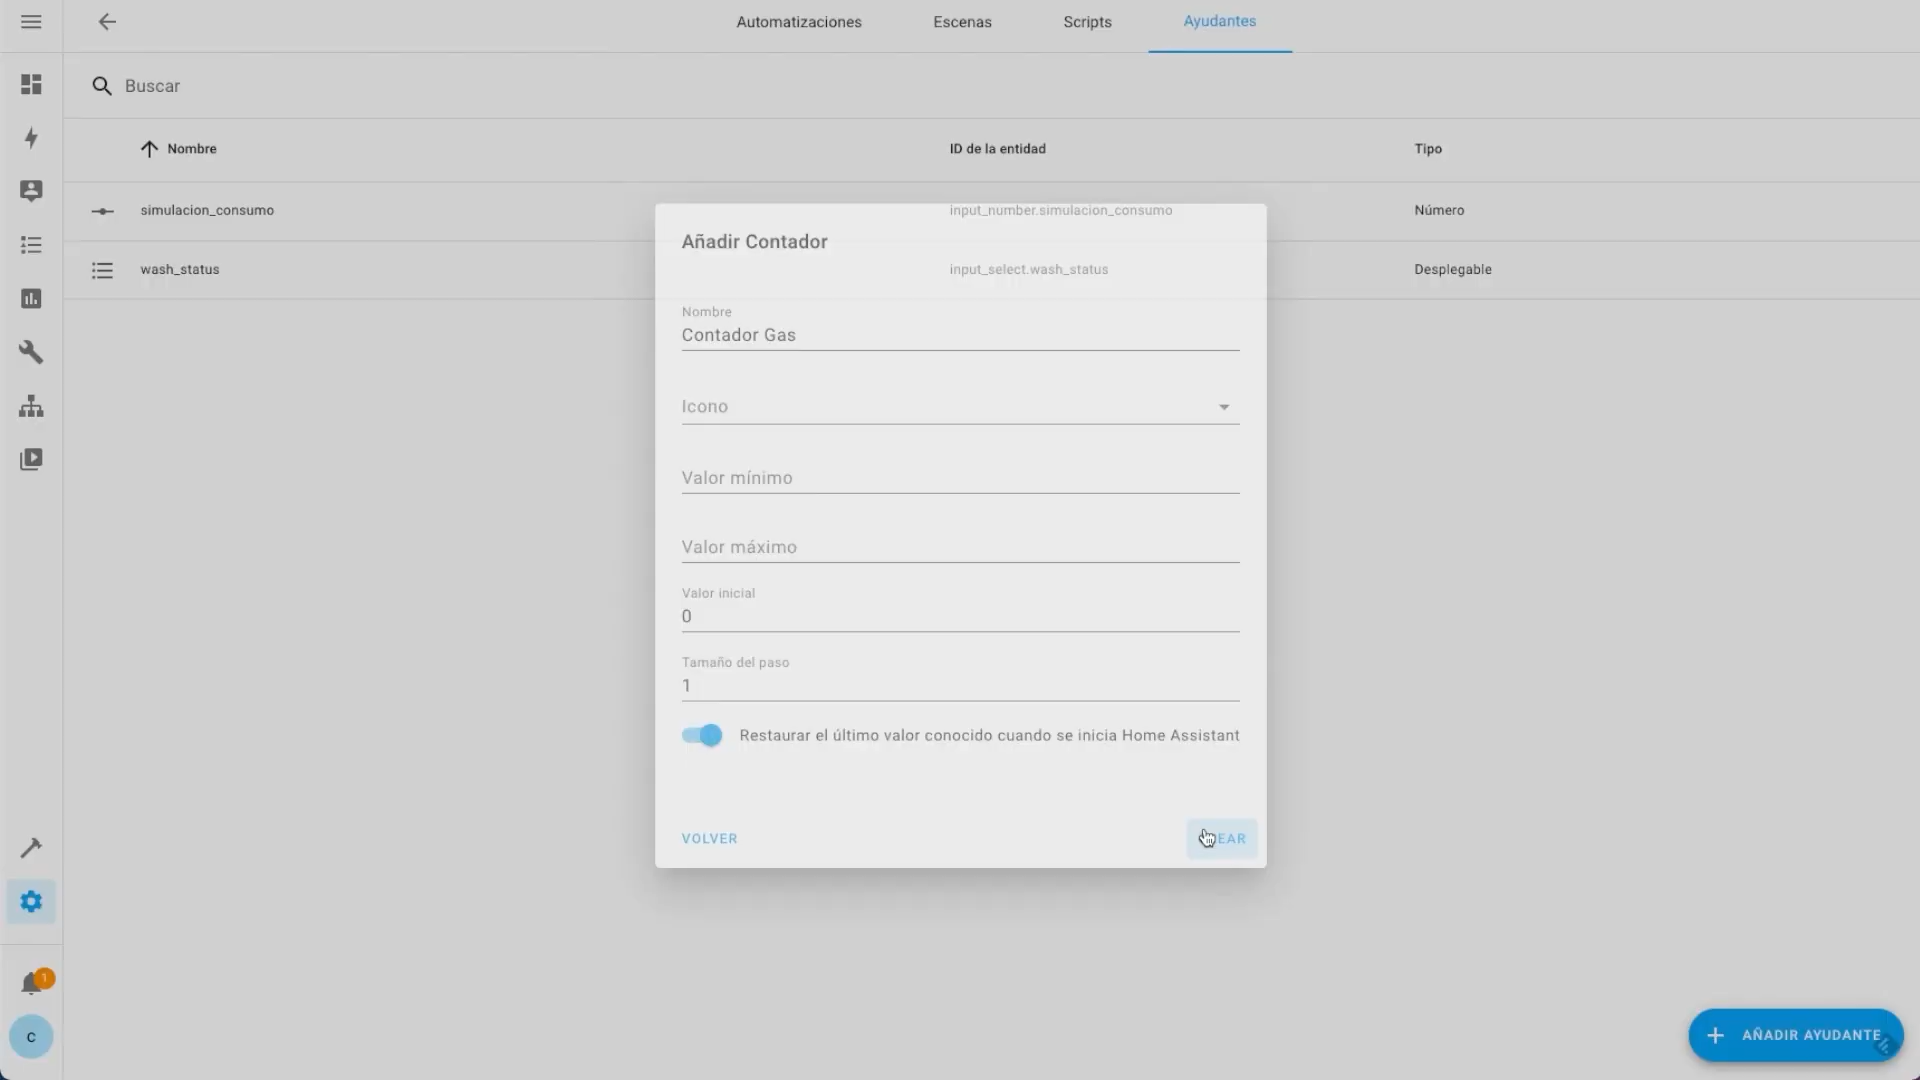 Automatizaciones
Escenas
Scripts
Ayudantes
Buscar
Nombre
ID de la entidad
Tipo
simulacion_consumo
input_number.simulacion_consumo
Número
wash_status
input_select.wash_status
Desplegable
Añadir Contador
Nombre
Contador Gas
Icono
Valor mínimo
Valor máximo
Valor inicial
0
Tamaño del paso
1
Restaurar el último valor conocido cuando se inicia Home Assistant
VOLVER
1
C
AÑADIR AYUDANTE